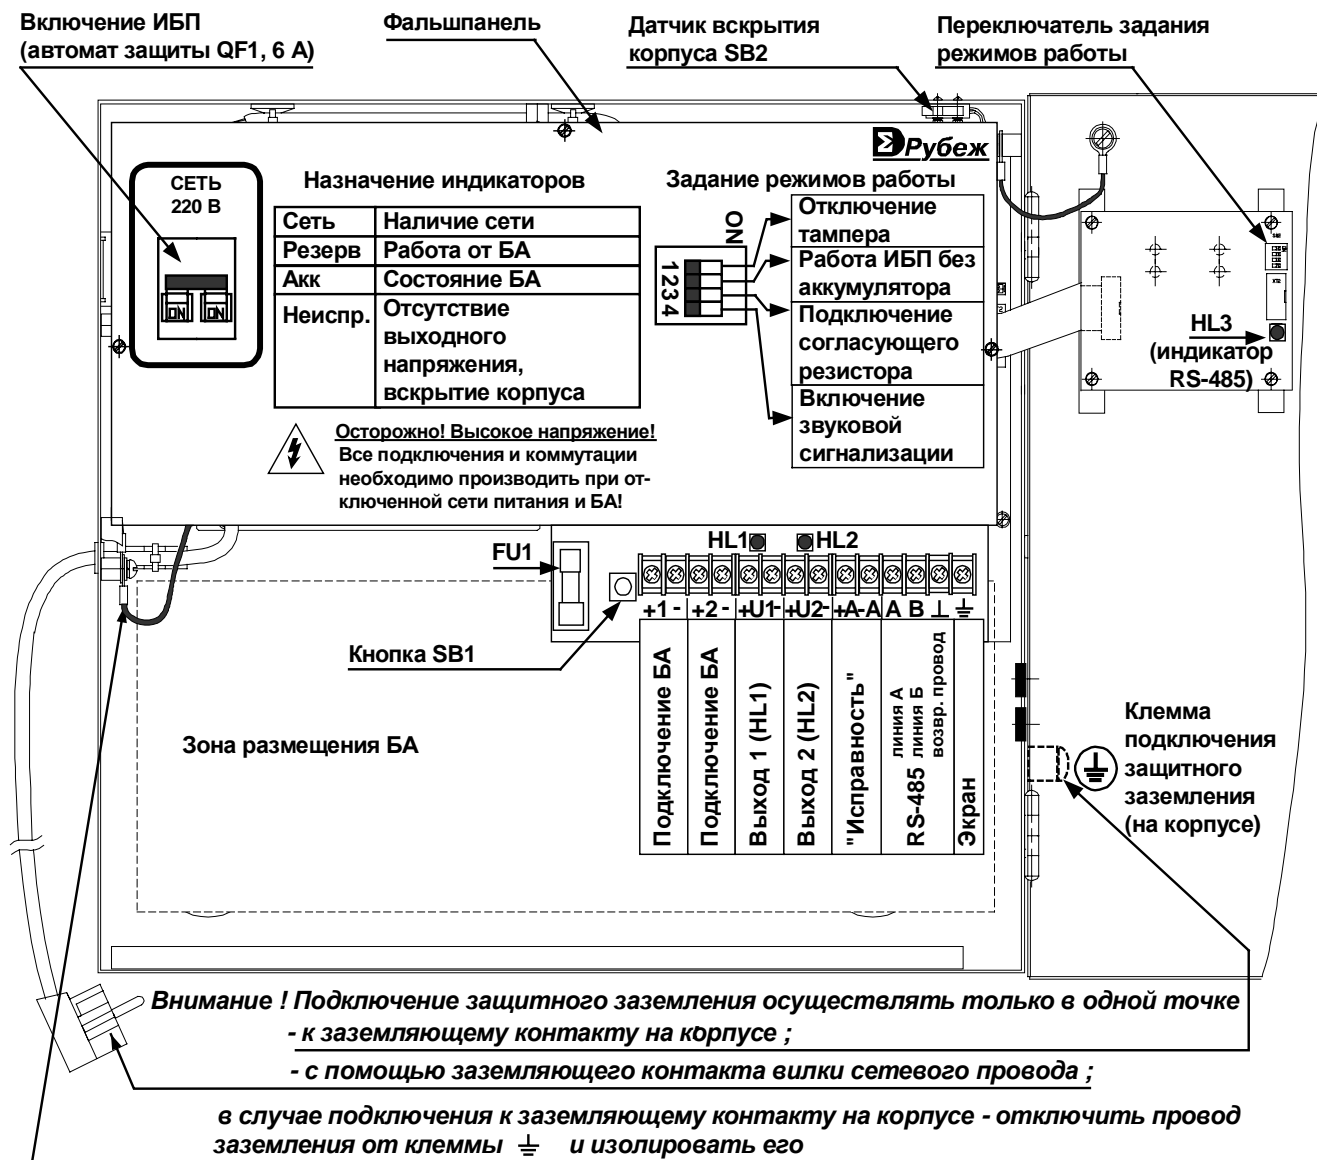 Включение ИБП
(автомат защиты QF1, 6 А)
Фальшпанель
Датчик вскрытия
корпуса SB2
Переключатель задания
режимов работы
Рубеж
СЕТЬ
220 В
Назначение индикаторов
Сеть Наличие сети
Резерв Работа от БА
Акк Состояние БА
Неиспр. Отсутствие
выходного
напряжения,
вскрытие корпуса
Задание режимов работы
ON
1 2 3 4
Отключение
тампера
Работа ИБП без
аккумулятора
Подключение
согласующего
резистора
Включение
звуковой
сигнализации
ON ON
Осторожно! Высокое напряжение!
Все подключения и коммутации
необходимо производить при от-
ключенной сети питания и БА!
HL3
(индикатор
RS-485)
HL1 HL2
FU1
+1 - +2 - +U1- +U2- +А-А А В ⊥ ⏚
Кнопка SB1
Подключение БА
Подключение БА
Выход 1 (HL1)
Выход 2 (HL2)
"Исправность"
RS-485
линия А
линия Б
возвр. провод
Экран
Зона размещения БА
Клемма
подключения
защитного
заземления
(на корпусе)
Внимание ! Подключение защитного заземления осуществлять только в одной точке
- к заземляющему контакту на корпусе ;
- с помощью заземляющего контакта вилки сетевого провода ;
в случае подключения к заземляющему контакту на корпусе - отключить провод
заземления от клеммы ⏚ и изолировать его